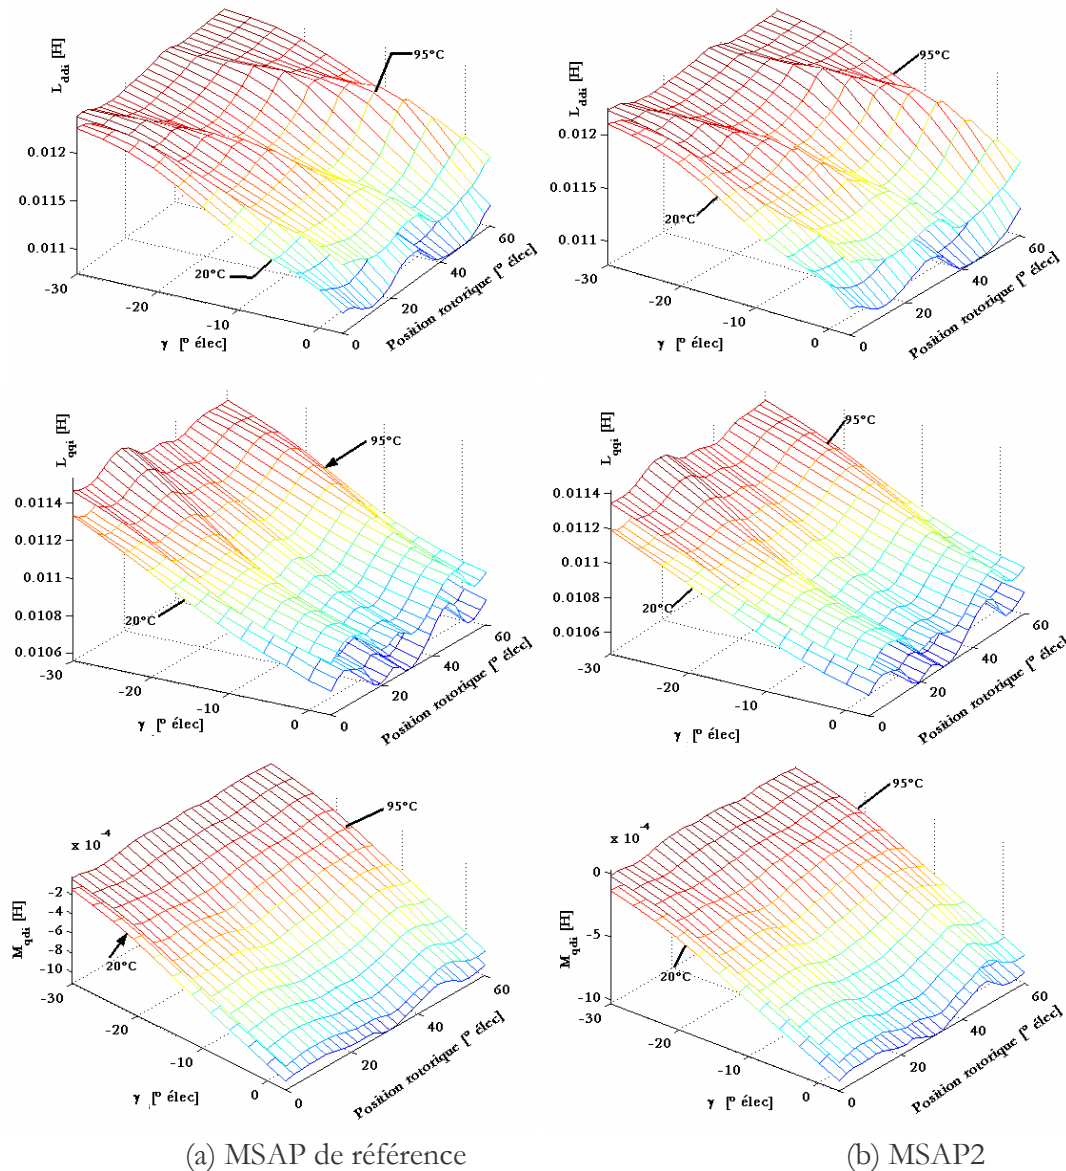 L_ddi [H]
95°C
0.012
0.0115
0.011
20°C
-30
-20
-10
0
γ [º élec]
0
20
40
60
Position rotorique [º élec]
L_ddi [H]
95°C
0.012
0.0115
0.011
20°C
-30
-20
-10
0
γ [º élec]
0
20
40
60
Position rotorique [º élec]
L_qqi [H]
95°C
0.0114
0.0112
0.011
0.0108
0.0106
20°C
-30
-20
-10
0
γ [º élec]
0
20
40
60
Position rotorique [º élec]
L_qqi [H]
95°C
0.0114
0.0112
0.011
0.0108
0.0106
20°C
-30
-20
-10
0
γ [º élec]
0
20
40
60
Position rotorique [º élec]
M_qdi [H]
x 10^-4
95°C
-2
-4
-6
-8
-10
20°C
-30
-20
-10
0
γ [º élec]
0
20
40
60
Position rotorique [º élec]
M_qdi [H]
x 10^-4
95°C
0
-5
-10
20°C
-30
-20
-10
0
γ [º élec]
0
20
40
60
Position rotorique [º élec]
(a) MSAP de référence
(b) MSAP2